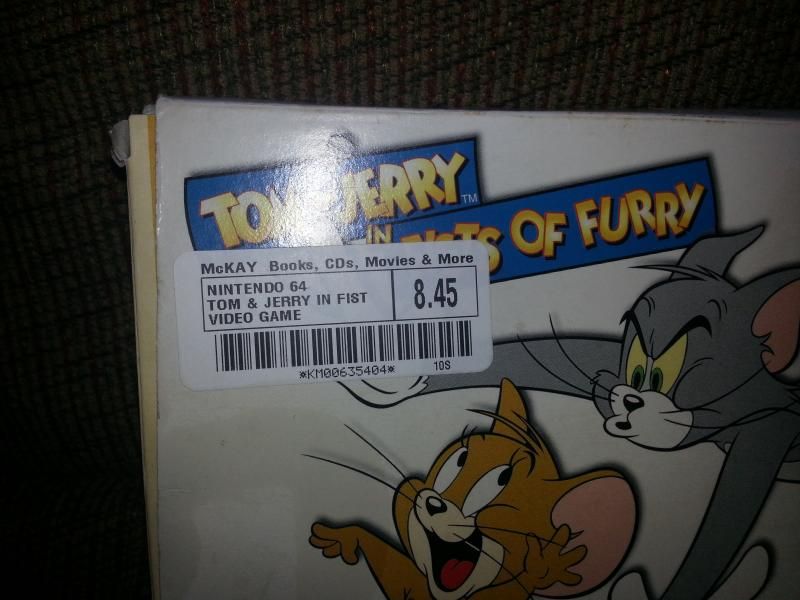 TOM & JERRY TM
IN FISTS OF FURRY
McKAY Books, CDs, Movies & More
NINTENDO 64
TOM & JERRY IN FIST
VIDEO GAME
8.45
*KM00635404*
10S